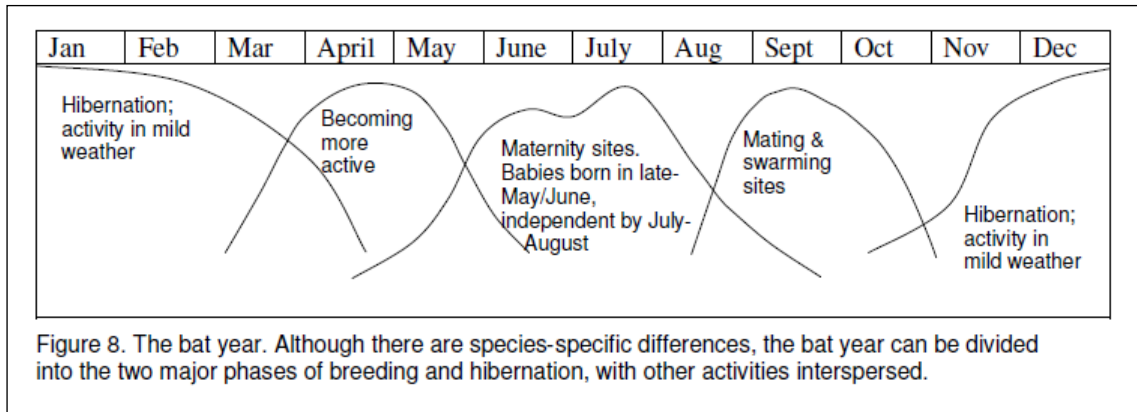 Jan Feb Mar April May June July Aug Sept Oct Nov Dec
Hibernation;
activity in mild
weather
Becoming
more
active
Maternity sites.
Babies born in late-
May/June,
independent by July-
August
Mating &
swarming
sites
Hibernation;
activity in
mild weather
Figure 8. The bat year. Although there are species-specific differences, the bat year can be divided
into the two major phases of breeding and hibernation, with other activities interspersed.